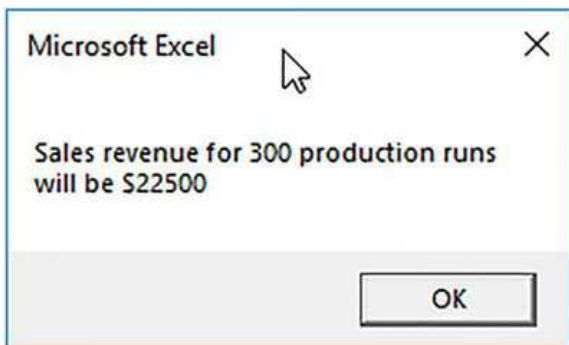 Microsoft Excel
Sales revenue for 300 production runs
will be $22500
OK